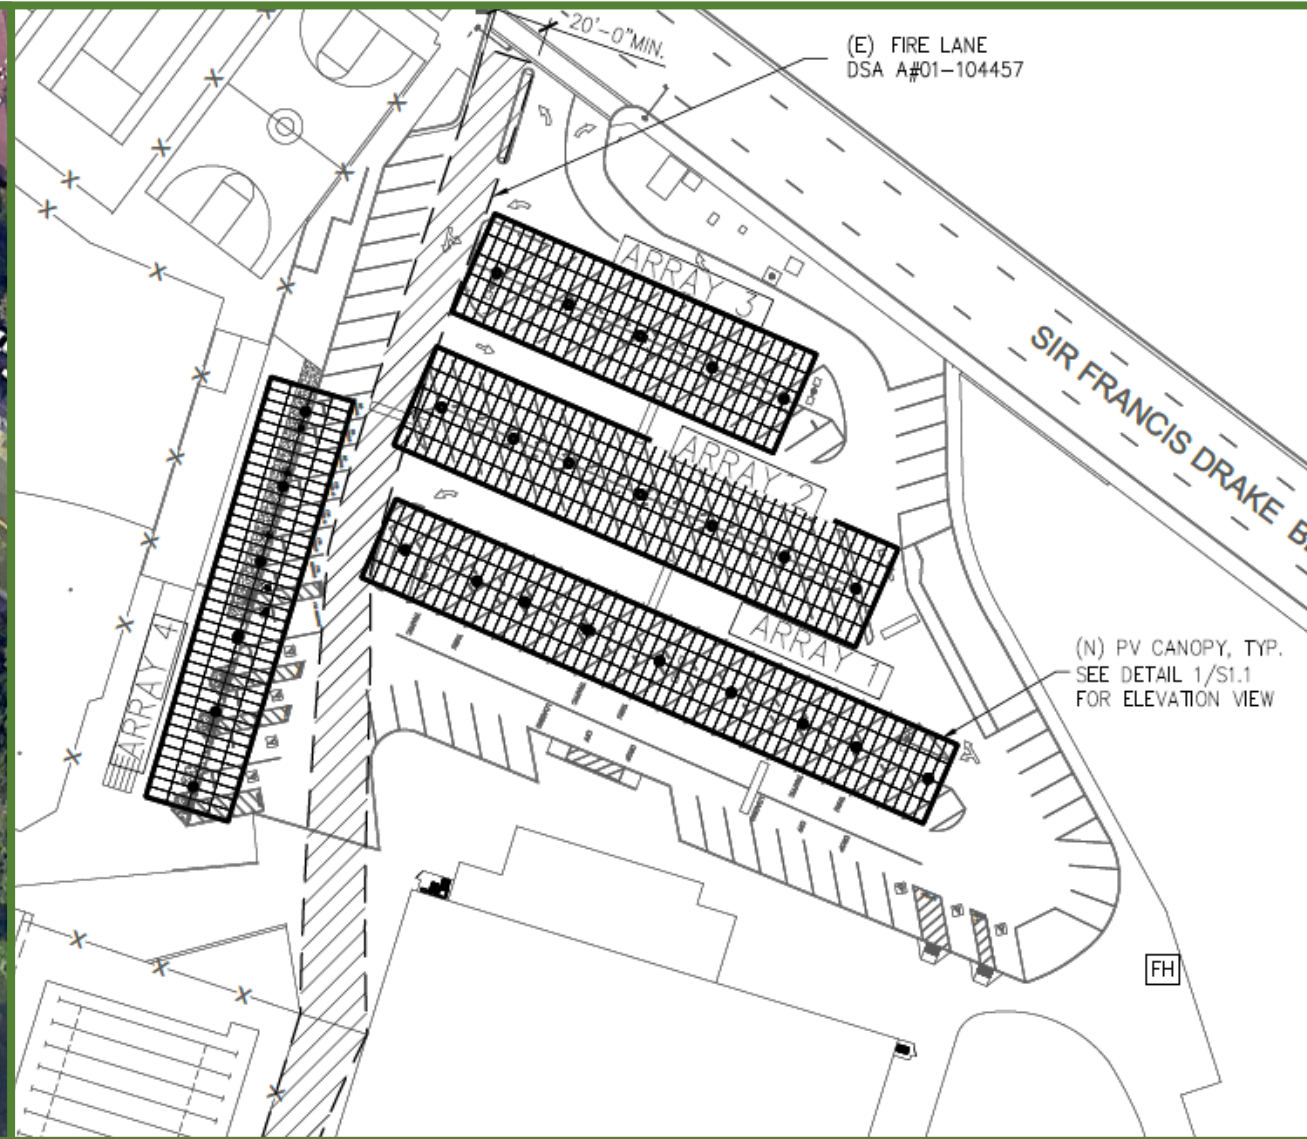 20'-0"MIN.
(E) FIRE LANE
DSA A#01-104457
ARRAY 3
SIR FRANCIS DRAKE B
ARRAY 2
ARRAY 1
(N) PV CANOPY, TYP.
SEE DETAIL 1/S1.1
FOR ELEVATION VIEW
ARRAY 4
FH